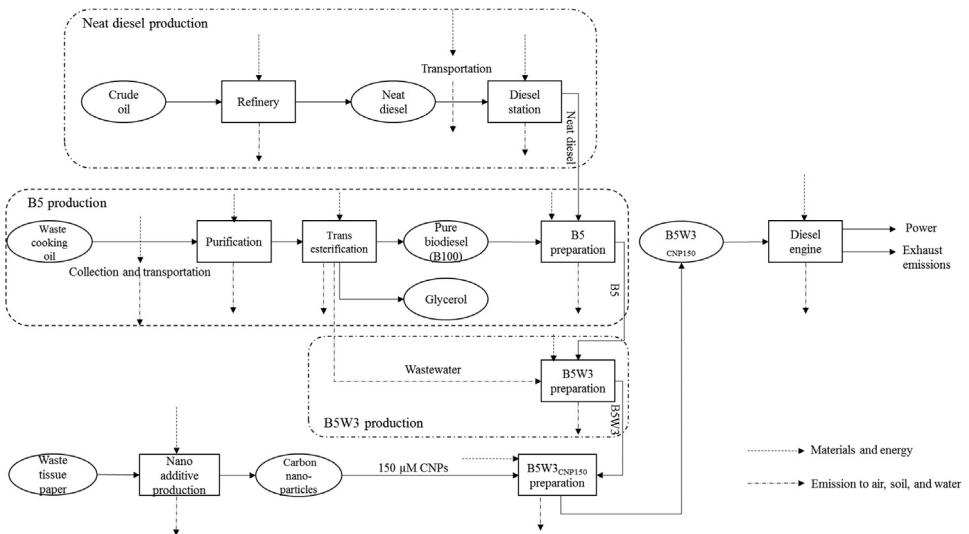 Neat diesel production
Transportation
Crude
oil
Refinery
Neat
diesel
Diesel
station
Neat diesel
B5 production
Waste
cooking
oil
Collection and transportation
Purification
Trans
esterification
Pure
biodiesel
(B100)
Glycerol
B5
preparation
B5
B5W3
CNP150
Diesel
engine
Power
Exhaust
emissions
Wastewater
B5W3
preparation
B5W3
B5W3 production
Waste
tissue
paper
Nano
additive
production
Carbon
nano-
particles
150 µM CNPs
B5W3CNP150
preparation
Materials and energy
Emission to air, soil, and water